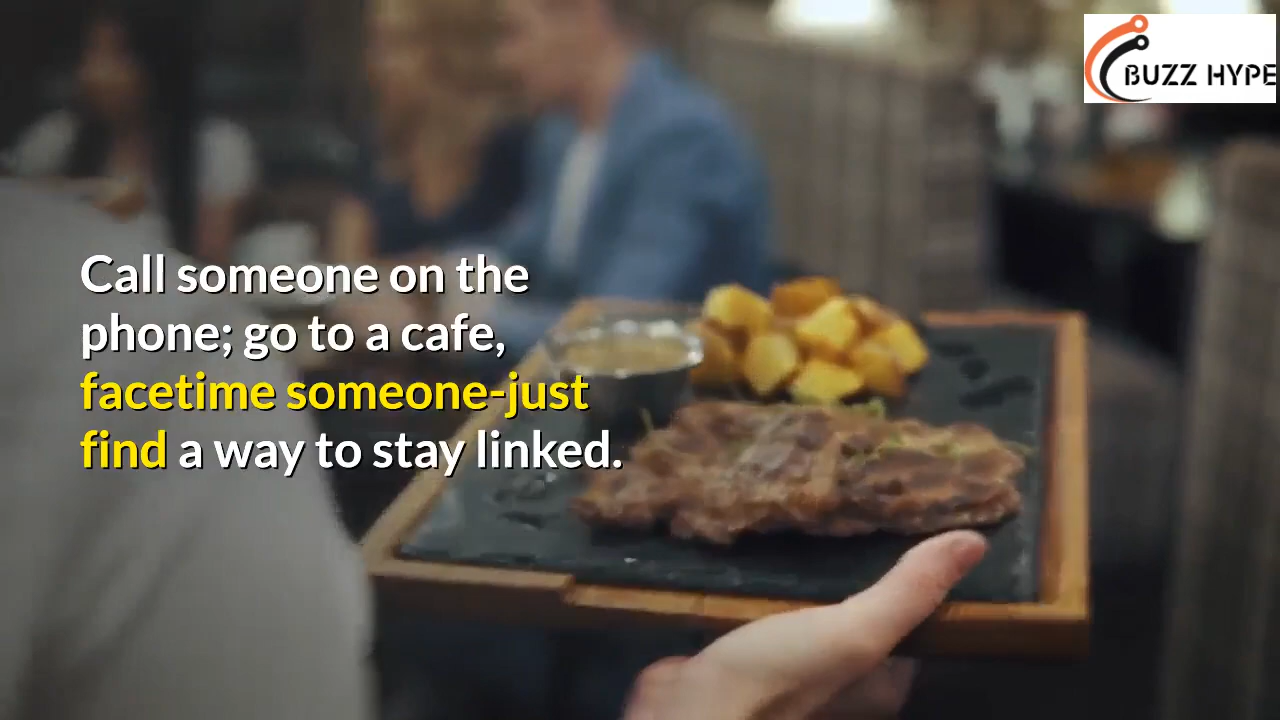 BUZZ HYPE
Call someone on the
phone; go to a cafe,
facetime someone-just
find a way to stay linked.